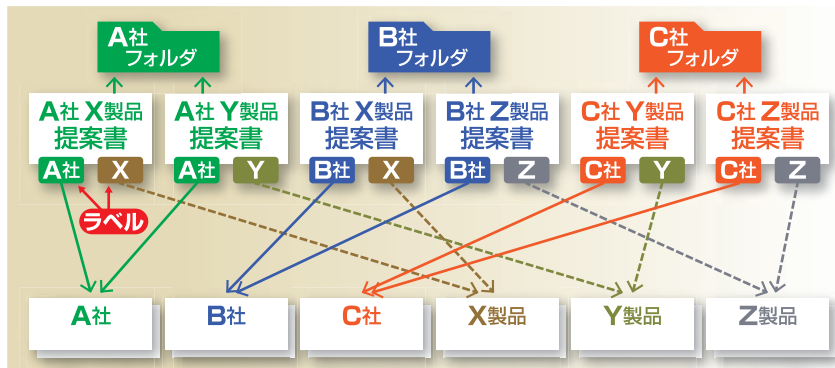 A社
フォルダ
B社
フォルダ
C社
フォルダ
A社 X製品
提案書
A社 Y製品
提案書
B社 X製品
提案書
B社 Z製品
提案書
C社 Y製品
提案書
C社 Z製品
提案書
A社 X A社 Y B社 X B社 Z C社 Y C社 Z
ラベル
A社 B社 C社 X製品 Y製品 Z製品